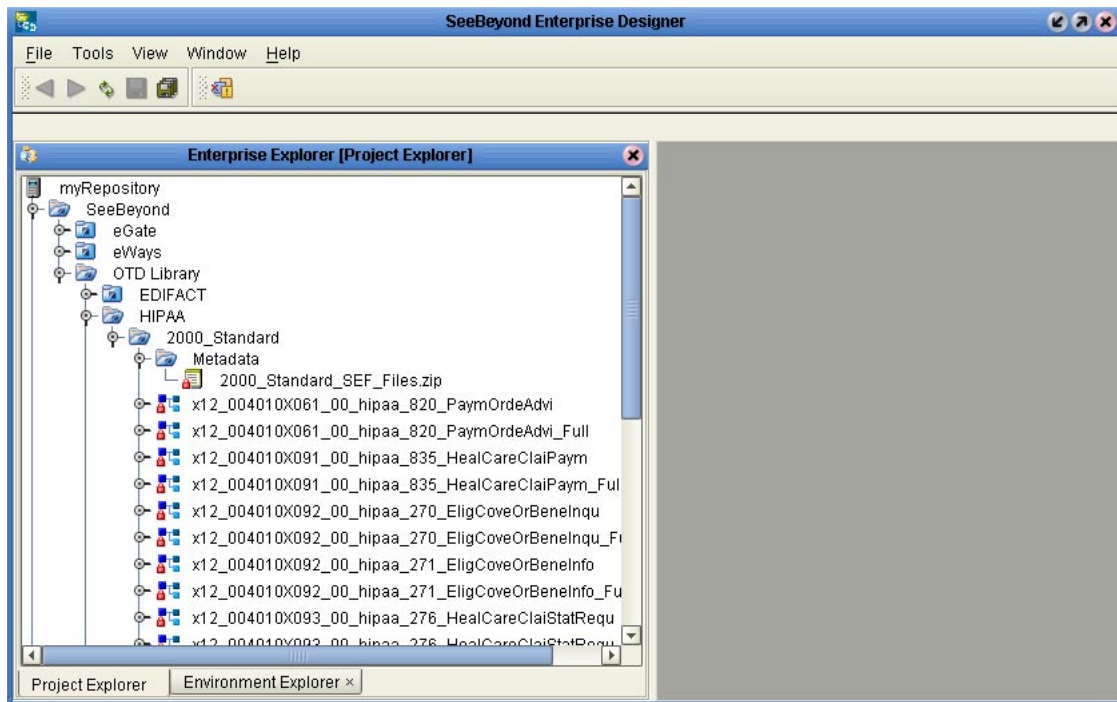 SeeBeyond Enterprise Designer
File Tools View Window Help
Enterprise Explorer [Project Explorer]
myRepository
SeeBeyond
eGate
eWays
OTD Library
EDIFACT
HIPAA
2000_Standard
Metadata
2000_Standard_SEF_Files.zip
x12_004010X061_00_hipaa_820_PaymOrdeAdvi
x12_004010X061_00_hipaa_820_PaymOrdeAdvi_Full
x12_004010X091_00_hipaa_835_HealCareClaiPaym
x12_004010X091_00_hipaa_835_HealCareClaiPaym_Ful
x12_004010X092_00_hipaa_270_EligCoveOrBeneInqu
x12_004010X092_00_hipaa_270_EligCoveOrBeneInqu_F
x12_004010X092_00_hipaa_271_EligCoveOrBeneInfo
x12_004010X092_00_hipaa_271_EligCoveOrBeneInfo_Fu
x12_004010X093_00_hipaa_276_HealCareClaiStatRequ
x12_004010X093_00_hipaa_276_HealCareClaiStatRequ
Project Explorer Environment Explorer ×